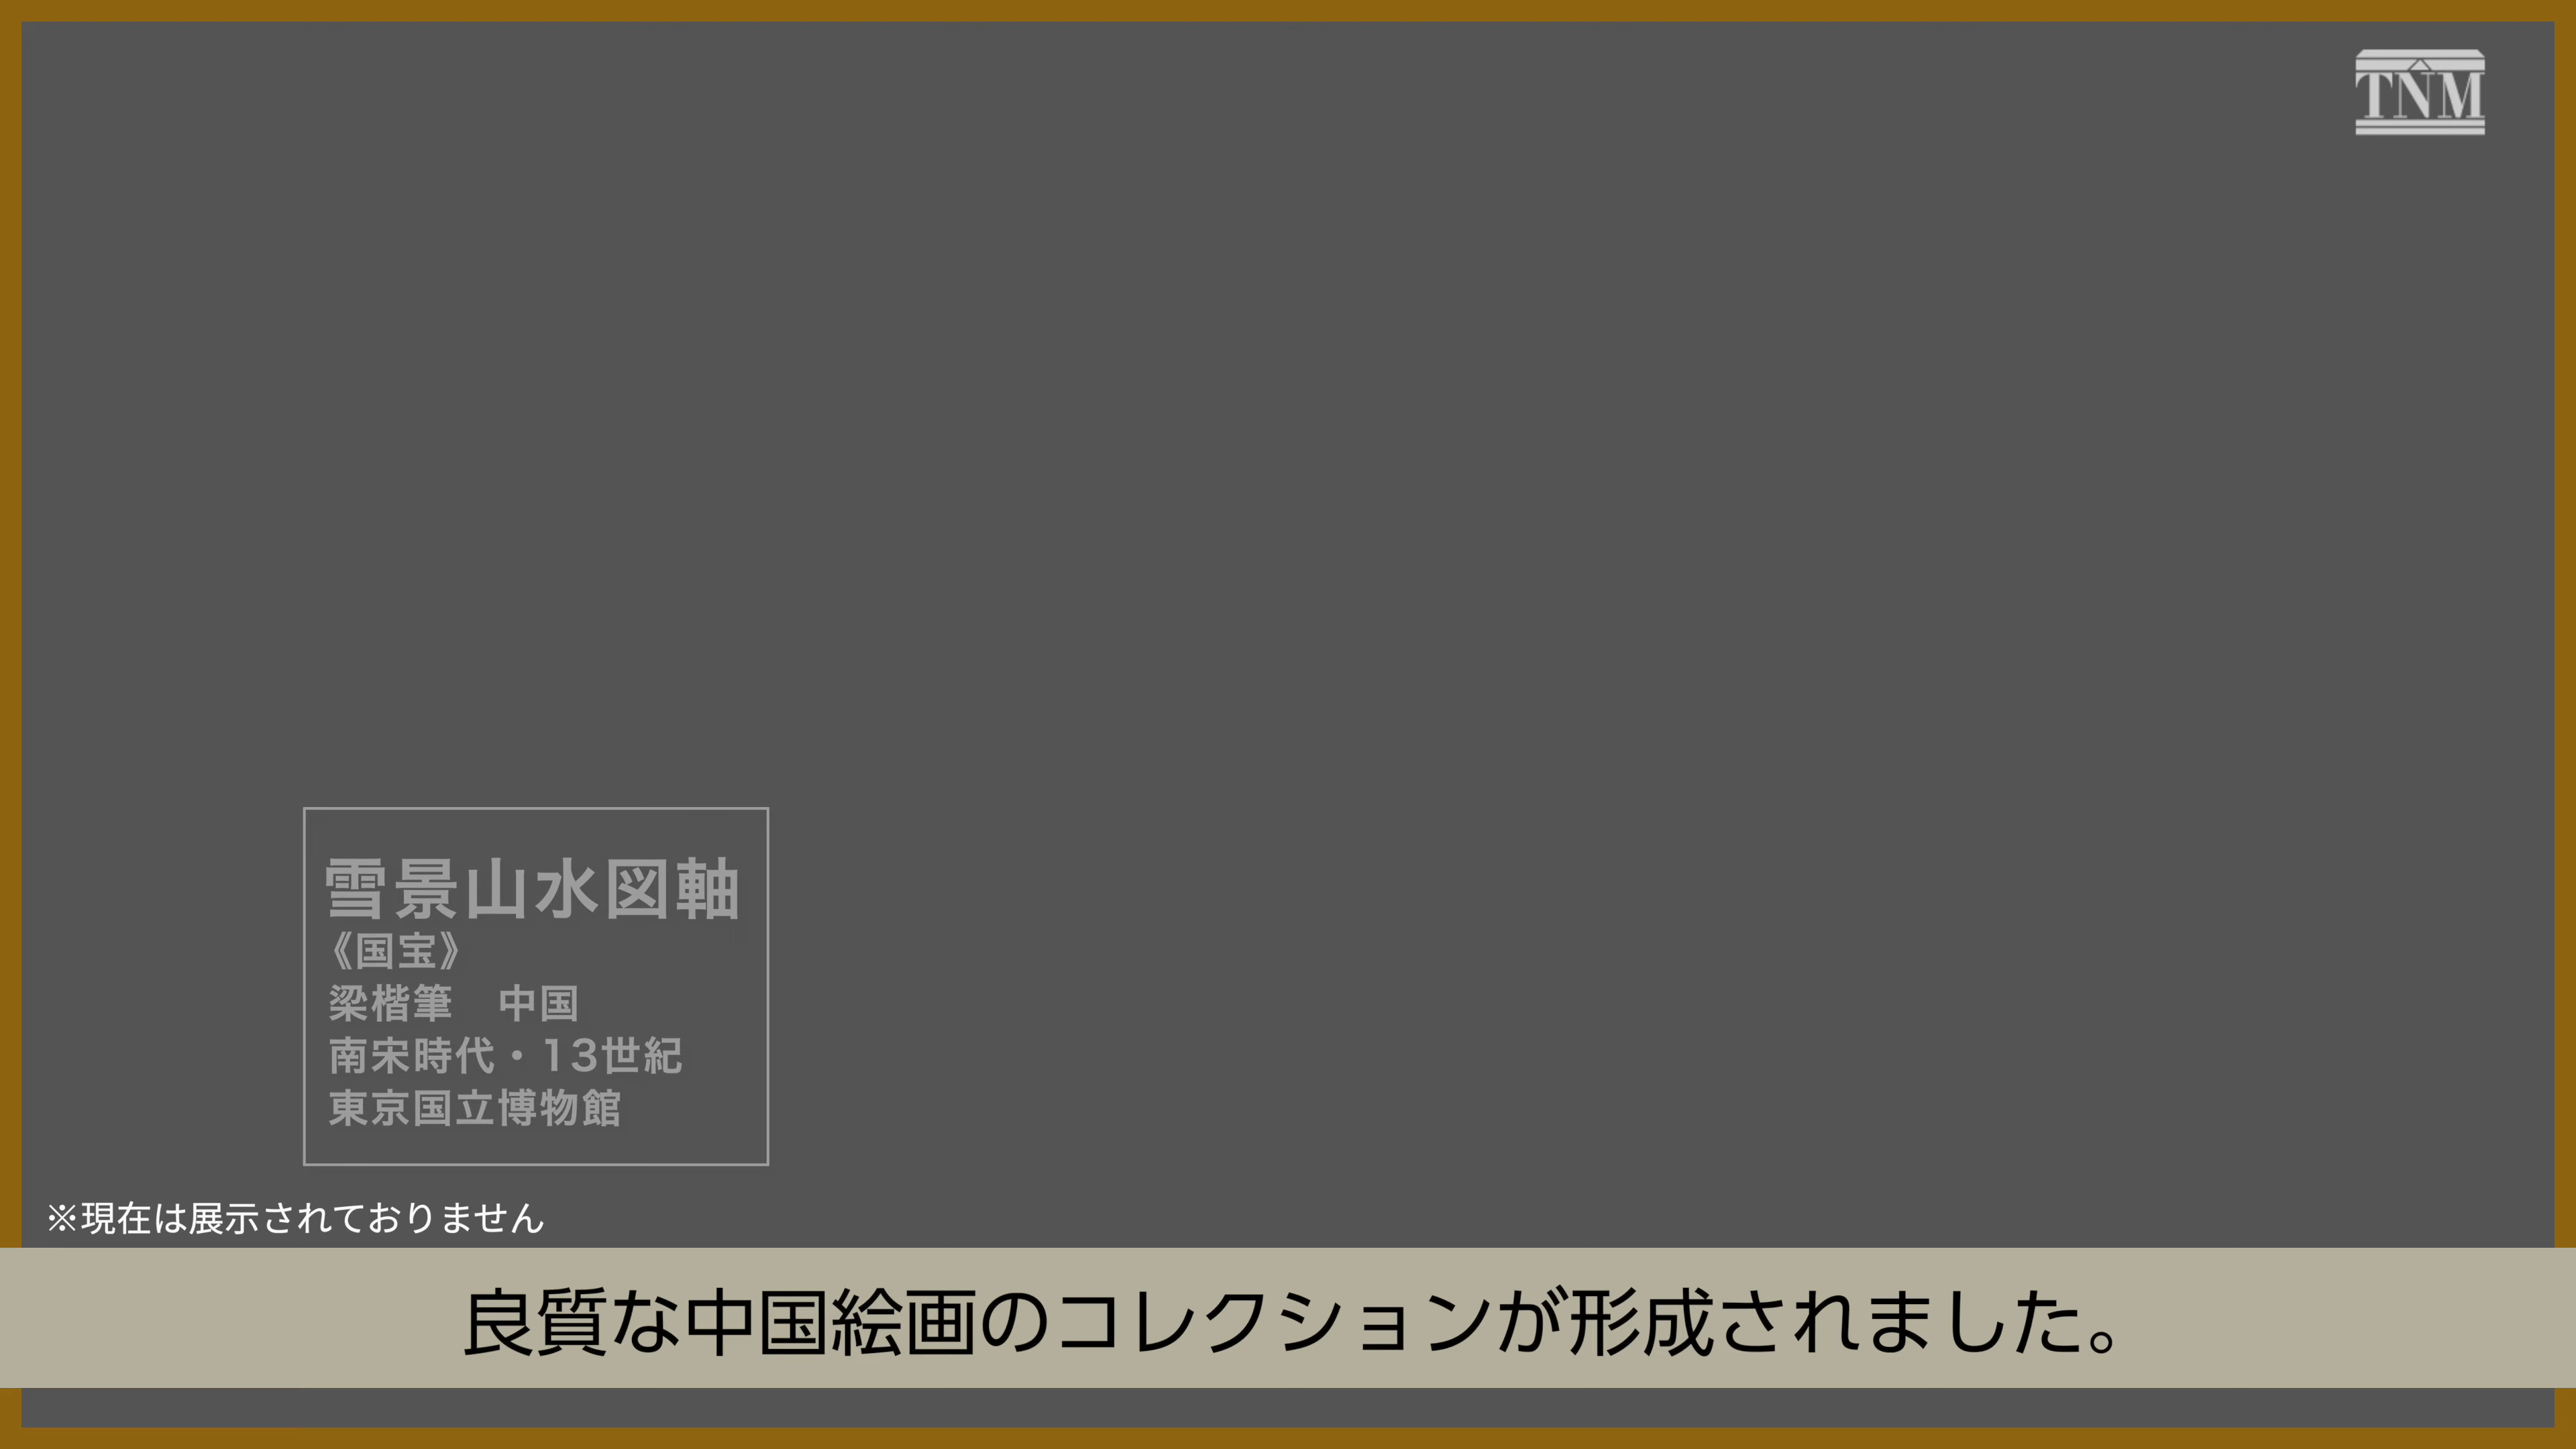 TNM
雪景山水図軸
《国宝》
梁楷筆　中国
南宋時代・13世紀
東京国立博物館
※現在は展示されておりません
良質な中国絵画のコレクションが形成されました。